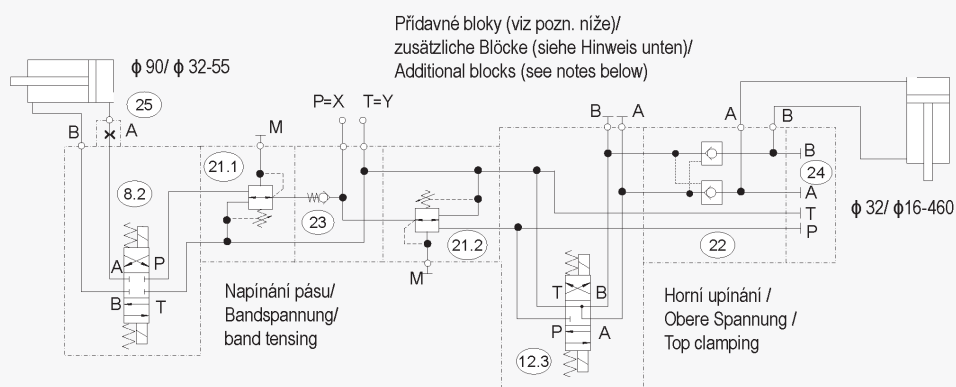 Přídavné bloky (viz pozn. níže)/
zusätzliche Blöcke (siehe Hinweis unten)/
Additional blocks (see notes below)
ϕ 90/ ϕ 32-55
25
P=X T=Y
B A
M
B A
A B
21.1
8.2
23
21.2
M
B
24
A
T
P
22
ϕ 32/ ϕ16-460
A P
B T
Napínání pásu/
Bandspannung/
band tensing
T B
P A
12.3
Horní upínání /
Obere Spannung /
Top clamping